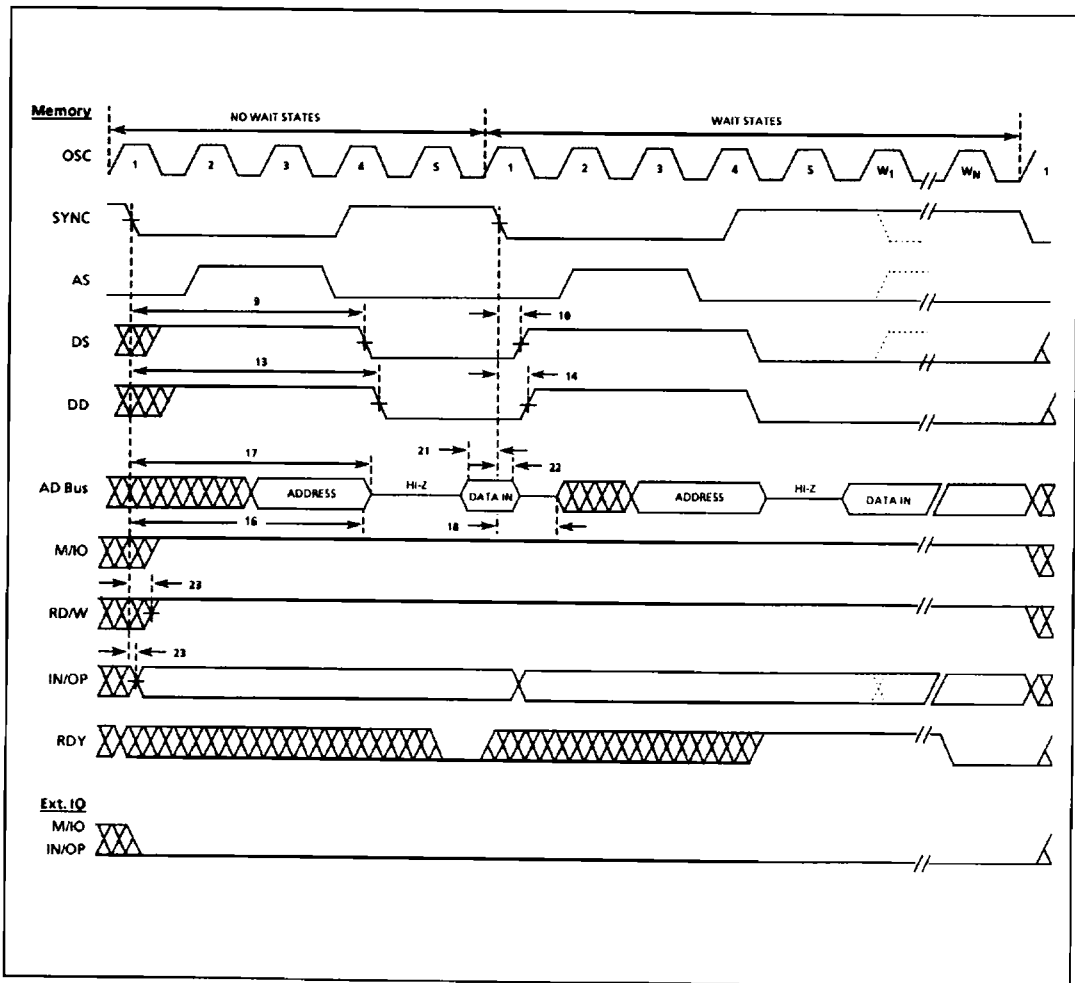 Memory
NO WAIT STATES
WAIT STATES
OSC 1 2 3 4 5 1 2 3 4 5 W1 WN 1
SYNC
AS
9
10
DS
13
14
DD
17
21
22
AD Bus ADDRESS HI-Z DATA IN ADDRESS HI-Z DATA IN
16
18
M/IO
23
RD/W
23
IN/OP
RDY
Ext. IO
M/IO
IN/OP